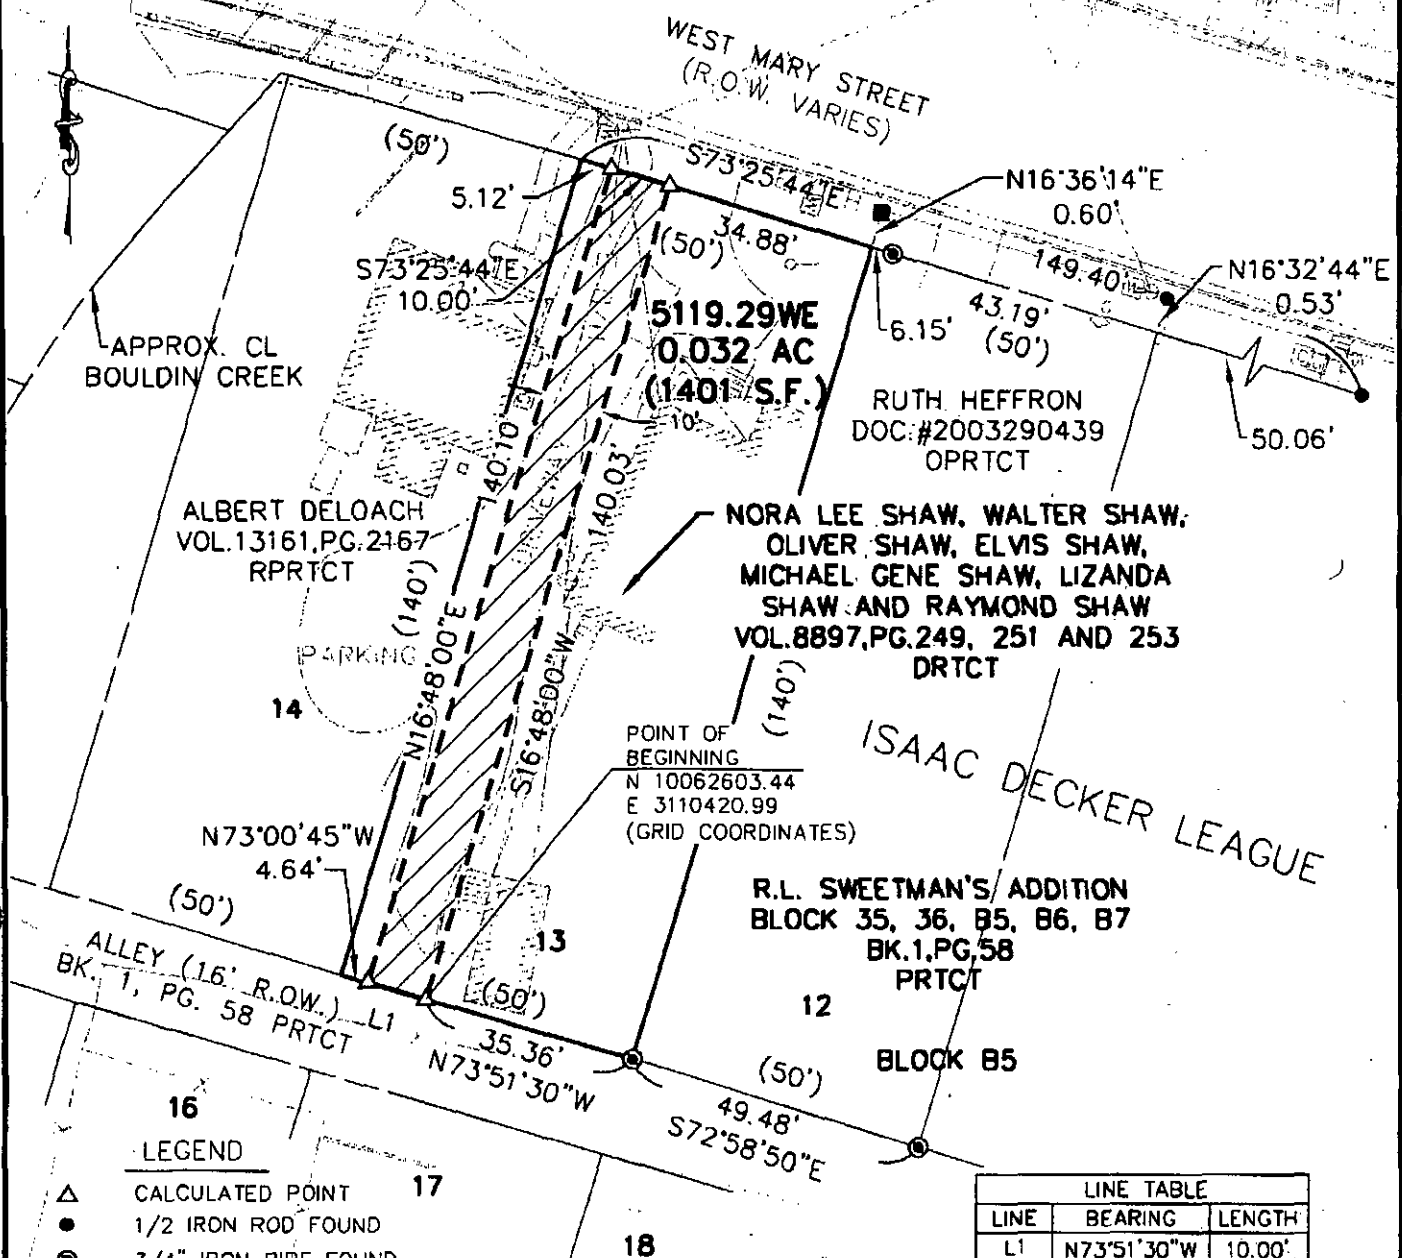 WEST MARY STREET
(R.O.W. VARIES)
(50')
5.12'
S73°25'44"E
34.88'
(50')
N16°36'14"E
0.60'
149.40'
N16°32'44"E
0.53'
S73°25'44"E
10.00'
43.19'
(50')
6.15'
50.06'
APPROX. CL
BOULDIN CREEK
5119.29WE
0.032 AC
(1401 S.F.)
10'
RUTH HEFFRON
DOC.#2003290439
OPRTCT
140.10
140.03'
ALBERT DELOACH
VOL.13161,PG.2167
RPRTCT
NORA LEE SHAW, WALTER SHAW,
OLIVER SHAW, ELVIS SHAW,
MICHAEL GENE SHAW, LIZANDA
SHAW AND RAYMOND SHAW
VOL.8897,PG.249, 251 AND 253
DRTCT
(140')
N16°48'00"E
S16°48'00"W
(140')
PARKING
14
POINT OF
BEGINNING
N 10062603.44
E 3110420.99
(GRID COORDINATES)
ISAAC DECKER LEAGUE
N73°00'45"W
4.64'
(50')
ALLEY (16' R.O.W.)
BK. 1, PG. 58 PRTCT
L1
13
(50')
35.36'
N73°51'30"W
R.L. SWEETMAN'S ADDITION
BLOCK 35, 36, B5, B6, B7
BK.1,PG,58
PRTCT
12
BLOCK B5
(50')
49.48'
S72°58'50"E
16
17
18
LEGEND
CALCULATED POINT
1/2 IRON ROD FOUND
3/4" IRON PIPE FOUND
LINE TABLE
LINE BEARING LENGTH
L1 N73°51'30"W 10.00'